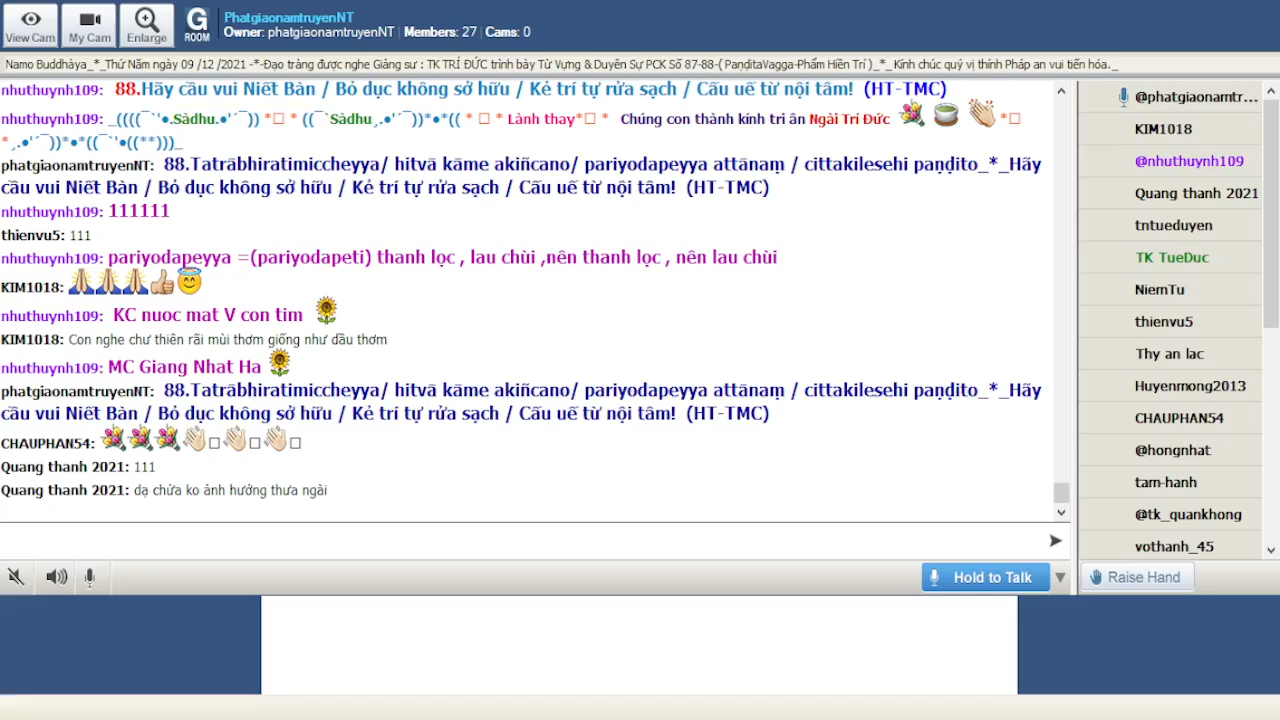 View Cam
My Cam
Enlarge
G
ROOM
PhatgiaonamtruyenNT
Owner: phatgiaonamtruyenNT | Members: 27 | Cams: 0
Namo Buddhàya_*_Thứ Năm ngày 09 /12 /2021 -*-Đạo tràng được nghe Giảng sư : TK TRÍ ĐỨC trình bày Từ Vựng & Duyên Sự PCK Số 87-88-( PaṇḍitaVagga-Phẩm Hiền Trí )_*_ Kính chúc quý vị thính Pháp an vui tiến hóa._
nhuthuynh109: 88.Hãy cầu vui Niết Bàn / Bỏ dục không sở hữu / Kẻ trí tự rửa sạch / Cấu uế từ nội tâm! (HT-TMC)
nhuthuynh109: _((((¯`'•.Sàdhu.•'´¯)) *□ * ((¯`Sàdhu¸.•'´¯))*•*(( * □ * Lành thay*□ * Chúng con thành kính tri ân Ngài Trí Đức *□
*¸.•'´¯))*•*((¯`'•((**)))_
phatgiaonamtruyenNT: 88.Tatrābhiratimiccheyya/ hitvā kāme akiñcano/ pariyodapeyya attānaṃ / cittakilesehi paṇḍito_*_Hãy
cầu vui Niết Bàn / Bỏ dục không sở hữu / Kẻ trí tự rửa sạch / Cấu uế từ nội tâm! (HT-TMC)
nhuthuynh109: 111111
thienvu5: 111
nhuthuynh109: pariyodapeyya =(pariyodapeti) thanh lọc , lau chùi ,nên thanh lọc , nên lau chùi
KIM1018:
nhuthuynh109: KC nuoc mat V con tim
KIM1018: Con nghe chư thiên rãi mùi thơm giống như dầu thơm
nhuthuynh109: MC Giang Nhat Ha
phatgiaonamtruyenNT: 88.Tatrābhiratimiccheyya/ hitvā kāme akiñcano/ pariyodapeyya attānaṃ / cittakilesehi paṇḍito_*_Hãy
cầu vui Niết Bàn / Bỏ dục không sở hữu / Kẻ trí tự rửa sạch / Cấu uế từ nội tâm! (HT-TMC)
CHAUPHAN54: □ □ □
Quang thanh 2021: 111
Quang thanh 2021: dạ chứa ko ảnh hưởng thưa ngài
Hold to Talk
@phatgiaonamtr...
KIM1018
@nhuthuynh109
Quang thanh 2021
tntueduyen
TK TueDuc
NiemTu
thienvu5
Thy an lac
Huyenmong2013
CHAUPHAN54
@hongnhat
tam-hanh
@tk_quankhong
vothanh_45
Raise Hand